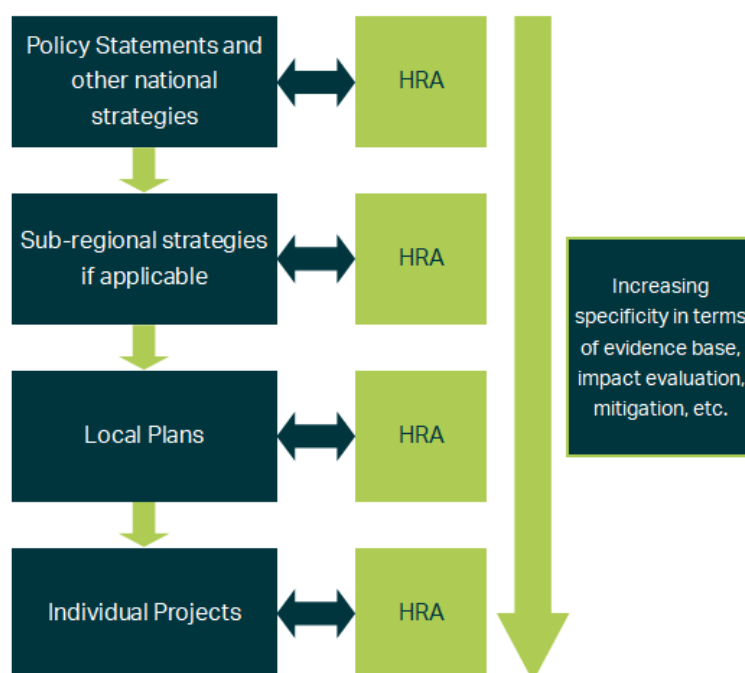 Policy Statements and
other national
strategies
HRA
Sub-regional strategies
if applicable
HRA
Increasing
specificity in terms
of evidence base,
impact evaluation,
mitigation, etc.
Local Plans
HRA
Individual Projects
HRA